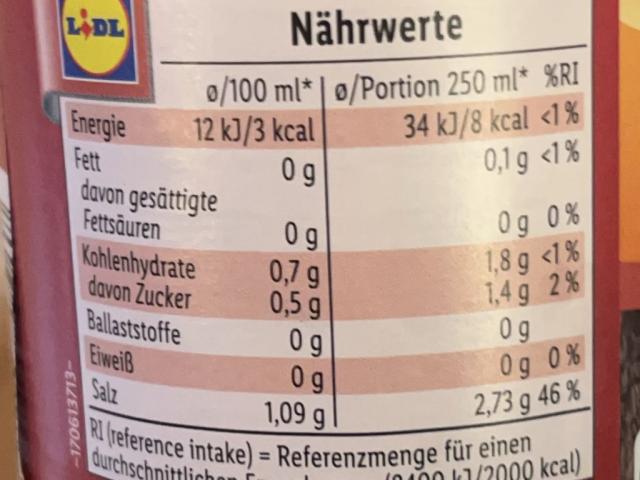 LIDL
Nährwerte
ø/100 ml* ø/Portion 250 ml* %RI
Energie 12 kJ/3 kcal 34 kJ/8 kcal <1%
Fett 0 g 0,1 g <1%
davon gesättigte
Fettsäuren 0 g 0 g 0%
Kohlenhydrate 0,7 g 1,8 g <1%
davon Zucker 0,5 g 1,4 g 2%
Ballaststoffe 0 g 0 g
Eiweiß 0 g 0 g 0%
Salz 1,09 g 2,73 g 46 %
RI (reference intake) = Referenzmenge für einen
kJ/2000 kcal)
-170613713-